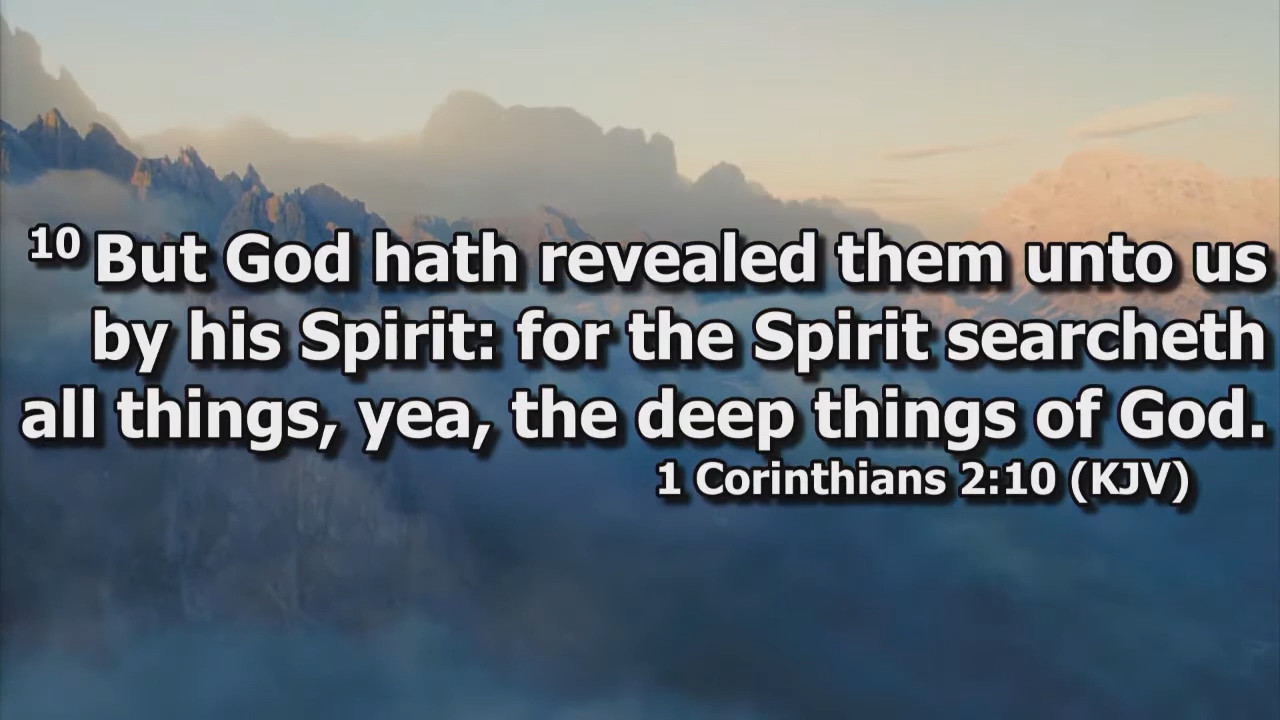 10 But God hath revealed them unto us
by his Spirit: for the Spirit searcheth
all things, yea, the deep things of God.
1 Corinthians 2:10 (KJV)